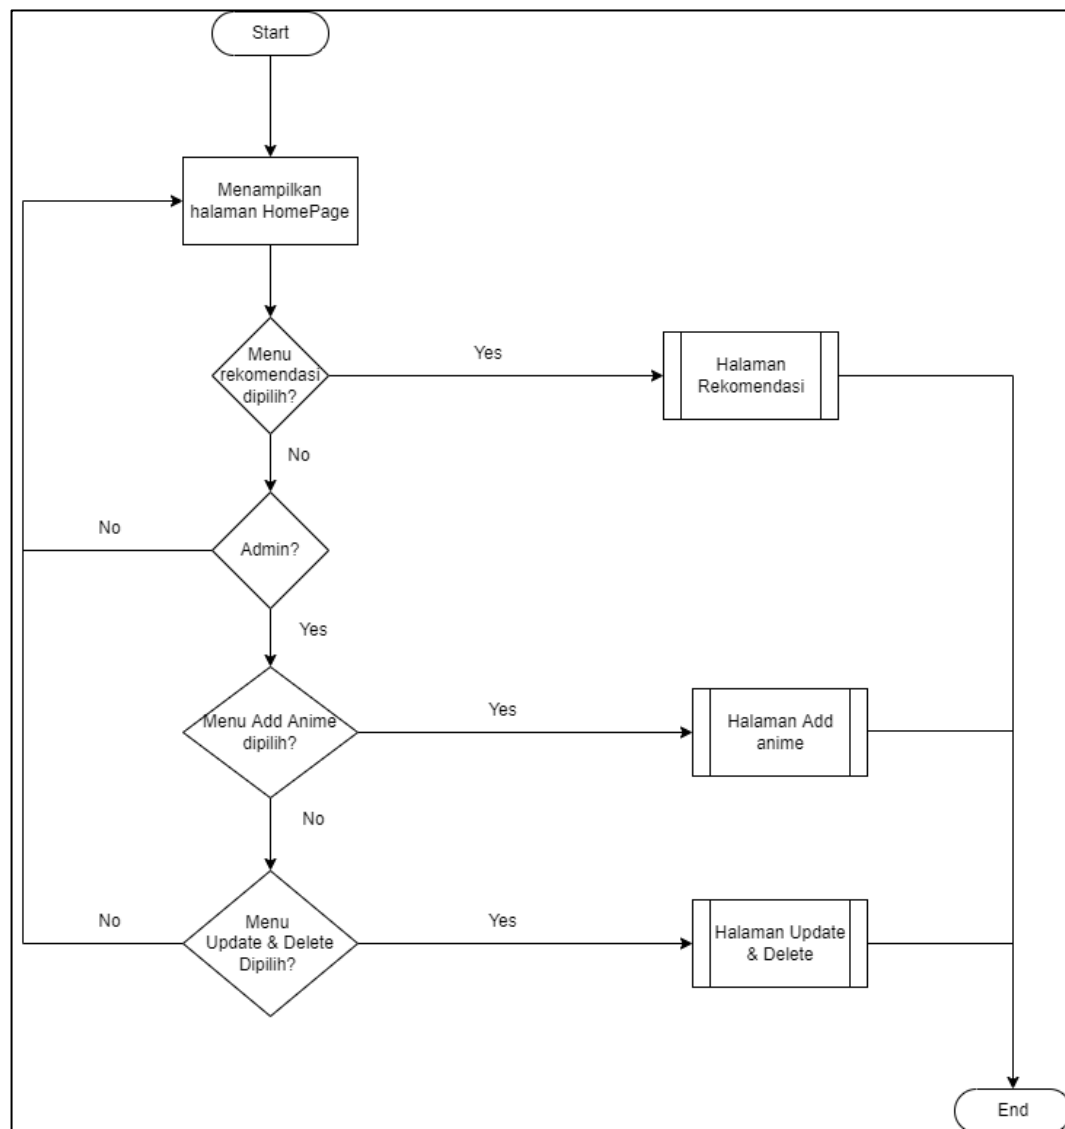 Start
Menampilkan
halaman HomePage
Menu
rekomendasi
dipilih?
Yes
Halaman
Rekomendasi
No
No
Admin?
Yes
Menu Add Anime
dipilih?
Yes
Halaman Add
anime
No
No
Menu
Update & Delete
Dipilih?
Yes
Halaman Update
& Delete
End